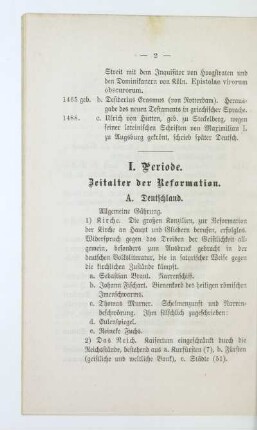 — 2 —
Streit mit dem Inquisitor von Hoogstraten und
den Dominikanern von Köln. Epistulae virorum
obscurorum.
1465 geb. b. Desiderius Erasmus (von Rotterdam). Heraus-
gabe des neuen Testaments in griechischer Sprache.
1488. c. Ulrich von Hutten, geb. zu Steckelberg, wegen
seiner lateinischen Schriften von Maximilian I.
zu Augsburg gekrönt, schrieb später Deutsch.
I. Periode.
Zeitalter der Reformation.
A. Deutschland.
Allgemeine Gährung.
1) Kirche. Die großen Konzilien, zur Reformation
der Kirche an Haupt und Gliedern berufen, erfolglos.
Widerspruch gegen das Treiben der Geistlichkeit all-
gemein, besonders zum Ausdruck gebracht in der
deutschen Volkslitteratur, die in satirischer Weise gegen
die kirchlichen Zustände kämpft.
a. Sebastian Brant. Narrenschiff.
b. Johann Fischart. Bienenkorb des heiligen römischen
Imenschwarms.
c. Thomas Murner. Schelmenzunft und Narren-
beschwörung. Ihm fälschlich zugeschrieben:
d. Eulenspiegel.
e. Reineke Fuchs.
2) Das Reich. Kaisertum eingeschränkt durch die
Reichsstände, bestehend aus a. Kurfürsten (7), b. Fürsten
(geistliche und weltliche Bank), c. Städte (51).